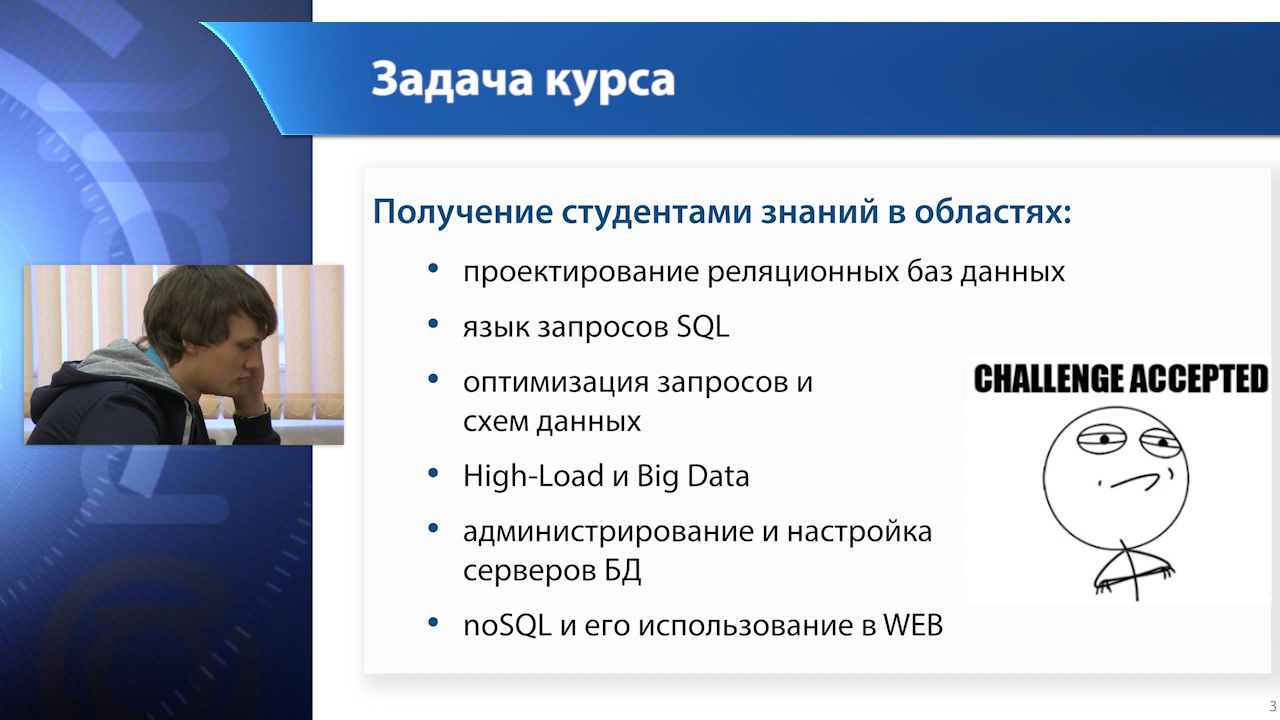 Задача курса
Получение студентами знаний в областях:
• проектирование реляционных баз данных
• язык запросов SQL
• оптимизация запросов и
схем данных
CHALLENGE ACCEPTED
• High-Load и Big Data
• администрирование и настройка
серверов БД
• noSQL и его использование в WEB
3